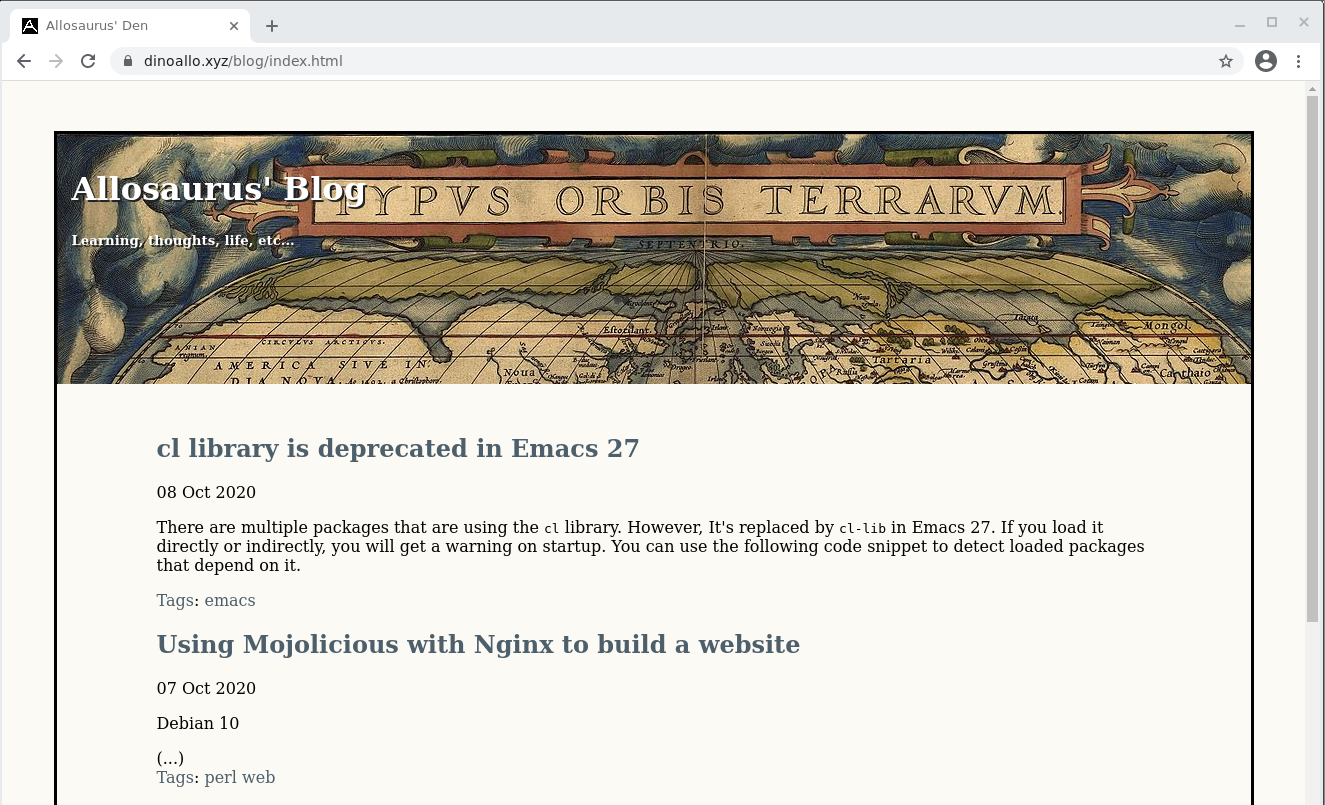 Allosaurus' Den
dinoallo.xyz/blog/index.html
TYPVS ORBIS TERRARVM.
Allosaurus' Blog
SEPTENTRIO.
Learning, thoughts, life, etc...
Estotilant.
Noruegia
Mongol.
CIRCVLVS ARCTICVS.
Tartaria
AMERICA SIVE IN
Noua
Russia
DIA NOVA. Ao 1492. a Christophoro.
cl library is deprecated in Emacs 27
08 Oct 2020
There are multiple packages that are using the cl library. However, It's replaced by cl-lib in Emacs 27. If you load it
directly or indirectly, you will get a warning on startup. You can use the following code snippet to detect loaded packages
that depend on it.
Tags: emacs
Using Mojolicious with Nginx to build a website
07 Oct 2020
Debian 10
(...)
Tags: perl web